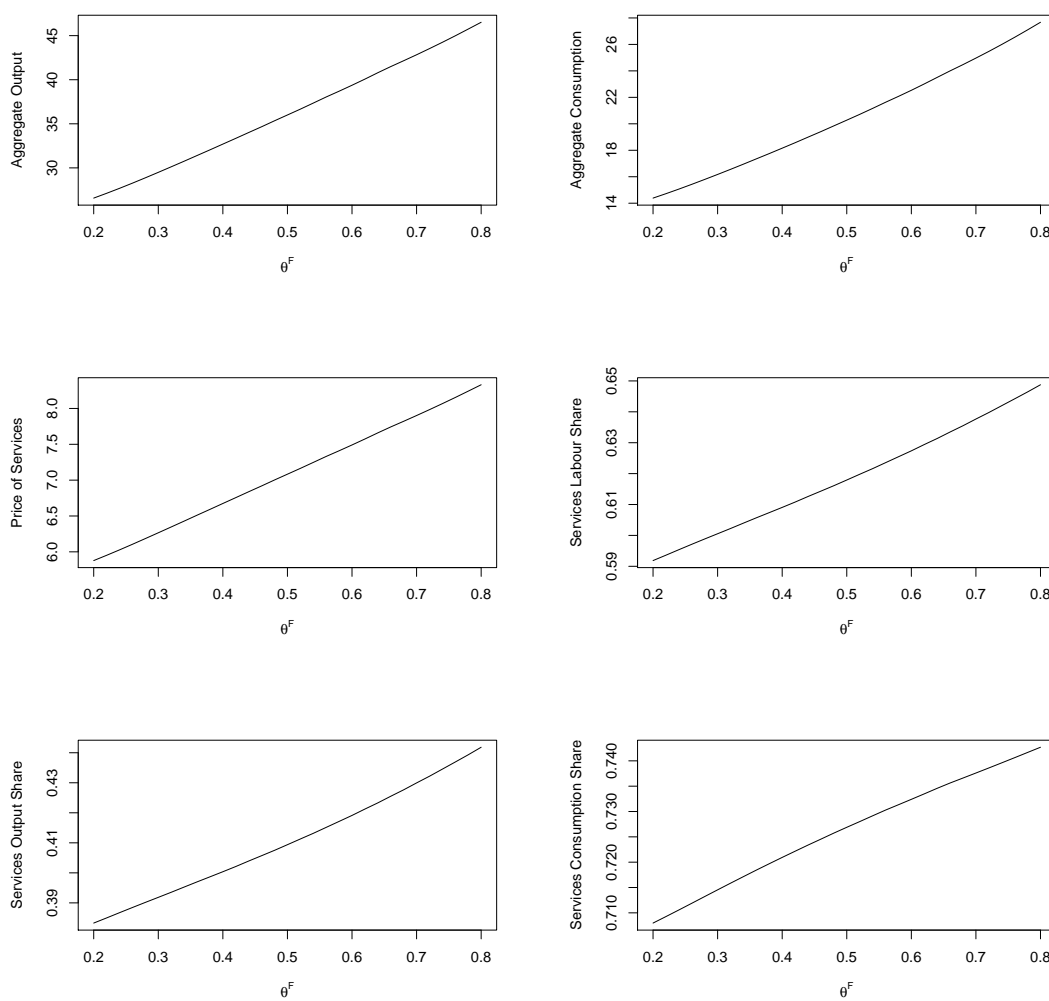 Aggregate Output
45
40
35
30
0.2 0.3 0.4 0.5 0.6 0.7 0.8
θF
Aggregate Consumption
26
22
18
14
0.2 0.3 0.4 0.5 0.6 0.7 0.8
θF
Price of Services
8.0
7.5
7.0
6.5
6.0
0.2 0.3 0.4 0.5 0.6 0.7 0.8
θF
Services Labour Share
0.65
0.63
0.61
0.59
0.2 0.3 0.4 0.5 0.6 0.7 0.8
θF
Services Output Share
0.43
0.41
0.39
0.2 0.3 0.4 0.5 0.6 0.7 0.8
θF
Services Consumption Share
0.740
0.730
0.720
0.710
0.2 0.3 0.4 0.5 0.6 0.7 0.8
θF